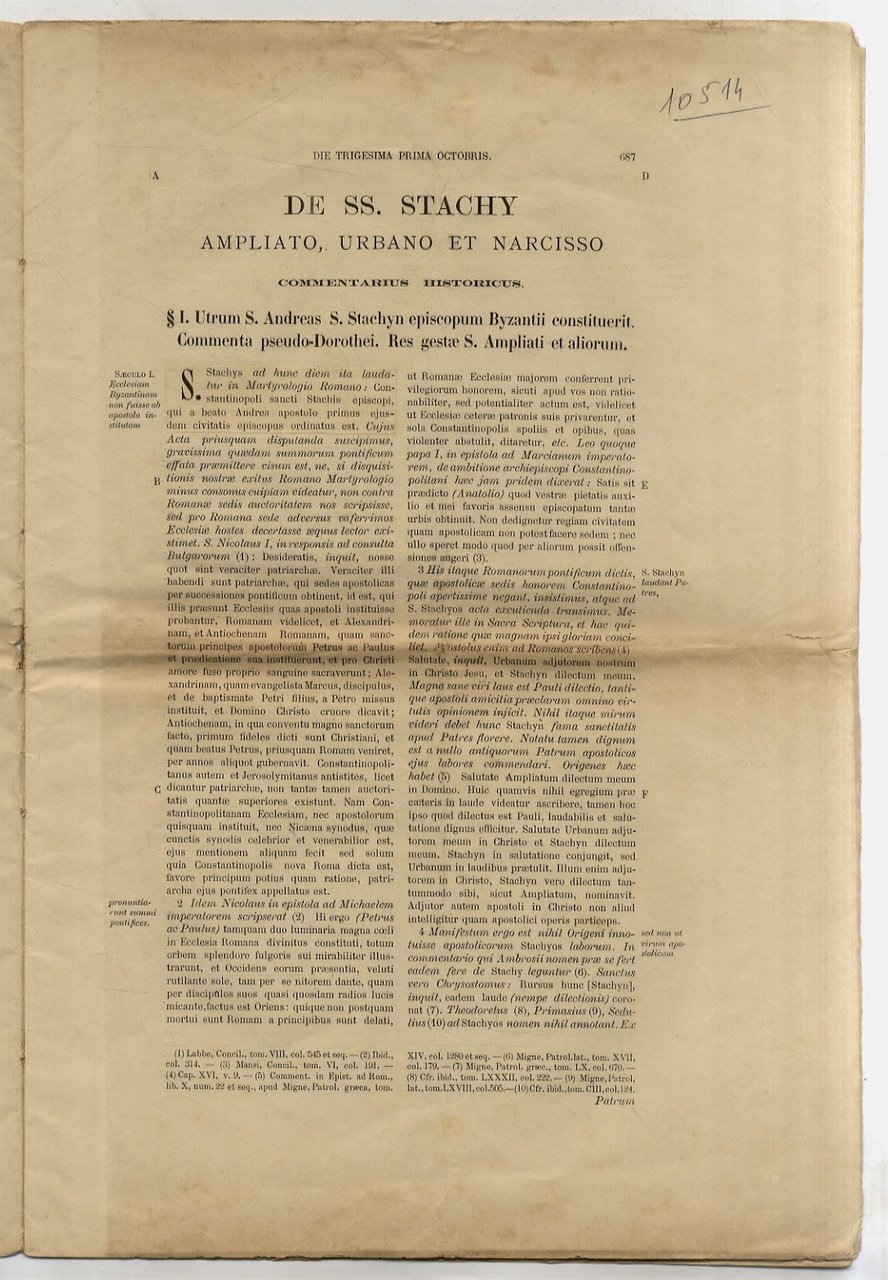 10514
DIE TRIGESIMA PRIMA OCTOBRIS.
687
A
D
DE SS. STACHY
AMPLIATO, URBANO ET NARCISSO
COMMENTARIUS HISTORICUS.
§ I. Utrum S. Andreas S. Stachyn episcopum Byzantii constituerit.
Commenta pseudo-Dorothei. Res gestæ S. Ampliati et aliorum.
SÆCULO I.
Ecclesiam
Byzantinam
non fuisse ab
apostolo in-
stitutam
S. Stachys ad hunc diem ita lauda-
tur in Martyrologio Romano: Con-
stantinopoli sancti Stachis episcopi,
qui a beato Andrea apostolo primus ejus-
dem civitatis episcopus ordinatus est. Cujus
Acta priusquam disputanda suscipimus,
gravissima quædam summorum pontificum
effata præmittere visum est, ne, si disquisi-
B
tionis nostræ exitus Romano Martyrologio
minus consonus cuipiam videatur, non contra
Romanæ sedis auctoritatem nos scripsisse,
sed pro Romana sede adversus vaferrimos
Ecclesiæ hostes decertasse æquus lector exi-
stimet. S. Nicolaus I, in responsis ad consulta
Bulgarorum (1): Desideratis, inquit, nosse
quot sint veraciter patriarchæ. Veraciter illi
habendi sunt patriarchæ, qui sedes apostolicas
per successiones pontificum obtinent, id est, qui
illis præsunt Ecclesiis quas apostoli instituisse
probantur, Romanam videlicet, et Alexandri-
nam, et Antiochenam Romanam, quam sanc-
torum principes apostolorum Petrus ac Paulus
et prædicatione sua instituerunt, et pro Christi
amore fuso proprio sanguine sacraverunt; Ale-
xandrinam, quam evangelista Marcus, discipulus,
et de baptismate Petri filius, a Petro missus
instituit, et Domino Christo cruore dicavit;
Antiochenam, in qua conventu magno sanctorum
facto, primum fideles dicti sunt Christiani, et
quam beatus Petrus, priusquam Romam veniret,
per annos aliquot gubernavit. Constantinopoli-
tanus autem et Jerosolymitanus antistites, licet
C
dicantur patriarchæ, non tantæ tamen auctori-
tatis quantæ superiores existunt. Nam Con-
stantinopolitanam Ecclesiam, nec apostolorum
quisquam instituit, nec Nicæna synodus, quæ
cunctis synodis celebrior et venerabilior est,
ejus mentionem aliquam fecit sed solum
quia Constantinopolis nova Roma dicta est,
favore principum potius quam ratione, patri-
archa ejus pontifex appellatus est.
pronuntia-
runt summi
pontifices.
2 Idem Nicolaus in epistola ad Michaelem
imperatorem scripserat (2) Hi ergo (Petrus
ac Paulus) tamquam duo luminaria magna cœli
in Ecclesia Romana divinitus constituti, totum
orbem splendore fulgoris sui mirabiliter illus-
trarunt, et Occidens eorum præsentia, veluti
rutilante sole, tam per se nitorem dante, quam
per discipulos suos quasi quosdam radios lucis
micante, factus est Oriens: quique non postquam
mortui sunt Romam a principibus sunt delati,
ut Romanæ Ecclesiæ majorem conferrent pri-
vilegiorum honorem, sicuti apud vos non ratio-
nabiliter, sed potentialiter actum est, videlicet
ut Ecclesiæ ceteræ patronis suis privarentur, et
sola Constantinopolis spoliis et opibus, quas
violenter abstulit, ditaretur, etc. Leo quoque
papa I, in epistola ad Marcianum imperato-
rem, de ambitione archiepiscopi Constantino-
politani hæc jam pridem dixerat: Satis sit
E
prædicto (Anatolio) quod vestræ pietatis auxi-
lio et mei favoris assensu episcopatum tantæ
urbis obtinuit. Non dedignetur regiam civitatem
quam apostolicam non potest facere sedem; nec
ullo speret modo quod per aliorum possit offen-
siones augeri (3).
3 His itaque Romanorum pontificum dictis,
quæ apostolicæ sedis honorem Constantino-
poli apertissime negant, insistimus, atque ad
S. Stachyos acta excutienda transimus. Me-
moratur ille in Sacra Scriptura, et hac qui-
dem ratione quæ magnam ipsi gloriam conci-
liet. Apostolus enim ad Romanos scribens (4)
Salutate, inquit, Urbanum adjutorem nostrum
in Christo Jesu, et Stachyn dilectum meum.
Magna sane viri laus est Pauli dilectio, tanti-
que apostoli amicitia præclaram omnino vir-
tutis opinionem injicit. Nihil itaque mirum
videri debet hunc Stachyn fama sanctitatis
apud Patres florere. Notatu tamen dignum
est a nullo antiquorum Patrum apostolicos
ejus labores commendari. Origenes hæc
habet (5) Salutate Ampliatum dilectum meum
in Domino. Huic quamvis nihil egregium præ
F
cæteris in laude videatur ascribere, tamen hoc
ipso quod dilectus est Pauli, laudabilis et salu-
tatione dignus efficitur. Salutate Urbanum adju-
torem meum in Christo et Stachyn dilectum
meum. Stachyn in salutatione conjungit, sed
Urbanum in laudibus prætulit. Illum enim adju-
torem in Christo, Stachyn vero dilectum tan-
tummodo sibi, sicut Ampliatum, nominavit.
Adjutor autem apostoli in Christo non aliud
intelligitur quam apostolici operis particeps.
S. Stachyn
laudant Pa-
tres,
4 Manifestum ergo est nihil Origeni inno-
tuisse apostolicorum Stachyos laborum. In
commentario qui Ambrosii nomen præ se fert
eadem fere de Stachy leguntur (6). Sanctus
vero Chrysostomus: Rursus hunc [Stachyn],
inquit, eadem laude (nempe dilectionis) coro-
nat (7). Theodoretus (8), Primasius (9), Sedu-
lius (10) ad Stachyos nomen nihil annotant. Ex
sed non ut
virum apo-
stolicum
(1) Labbe, Concil., tom. VIII, col. 545 et seq. — (2) Ibid.,
col. 314. — (3) Mansi, Concil., tom. VI, col. 191. —
(4) Cap. XVI, v. 9. — (5) Comment. in Epist. ad Rom.,
lib. X, num. 22 et seq., apud Migne, Patrol. græca, tom.
XIV, col. 1280 et seq. — (6) Migne, Patrol. lat., tom. XVII,
col. 179. — (7) Migne, Patrol. græc., tom. LX, col. 670. —
(8) Cfr. ibid., tom. LXXXII, col. 222. — (9) Migne, Patrol.
lat., tom. LXVIII, col. 505. — (10) Cfr. ibid., tom. CIII, col. 124.
Patrum